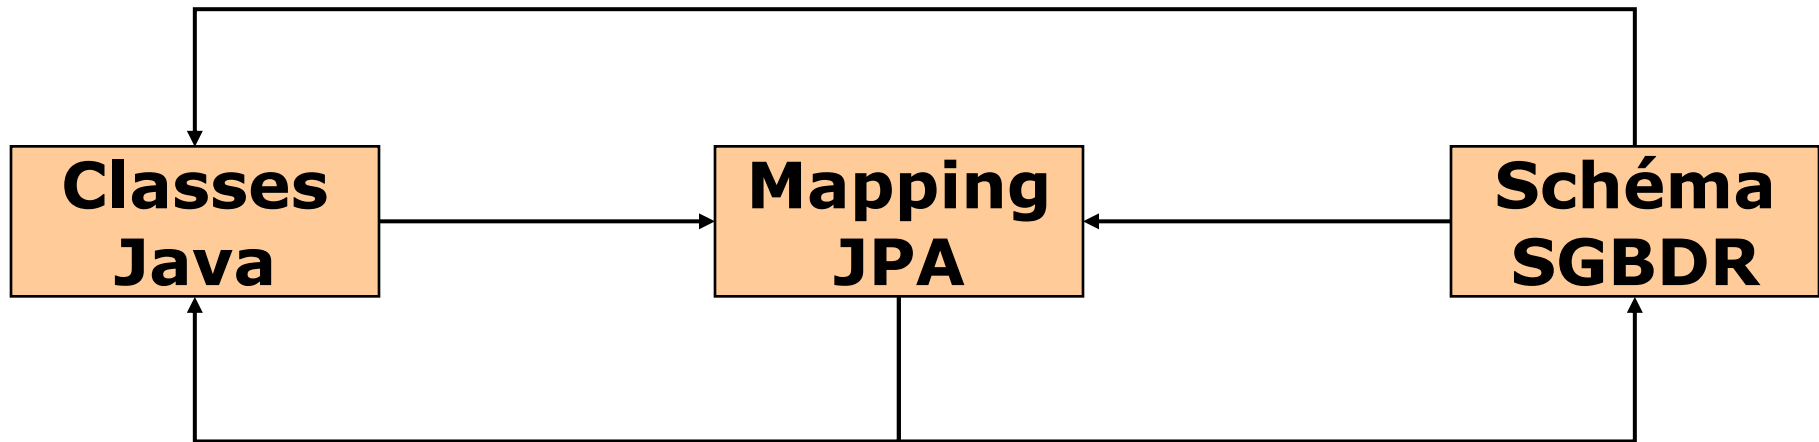 Classes
Java
Mapping
JPA
Schéma
SGBDR